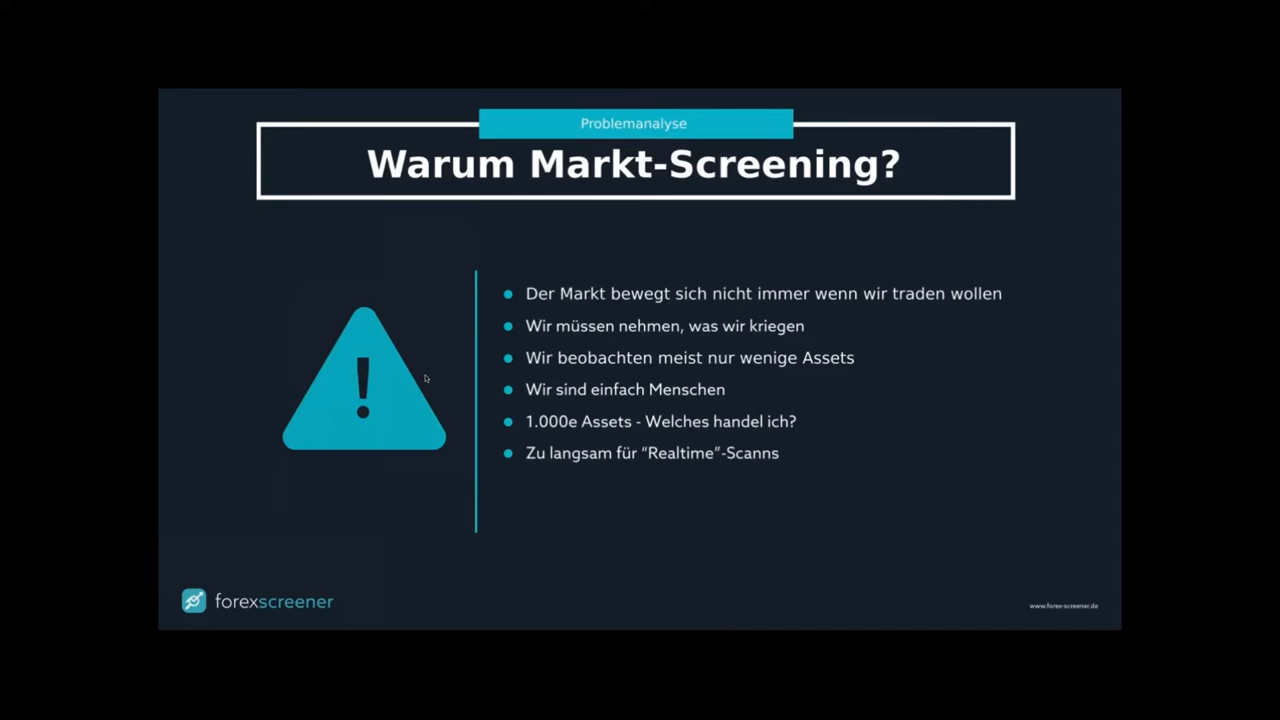 Problemanalyse
Warum Markt-Screening?
Der Markt bewegt sich nicht immer wenn wir traden wollen
Wir müssen nehmen, was wir kriegen
Wir beobachten meist nur wenige Assets
Wir sind einfach Menschen
1.000e Assets - Welches handel ich?
Zu langsam für “Realtime”-Scanns
forexscreener
www.forex-screener.de